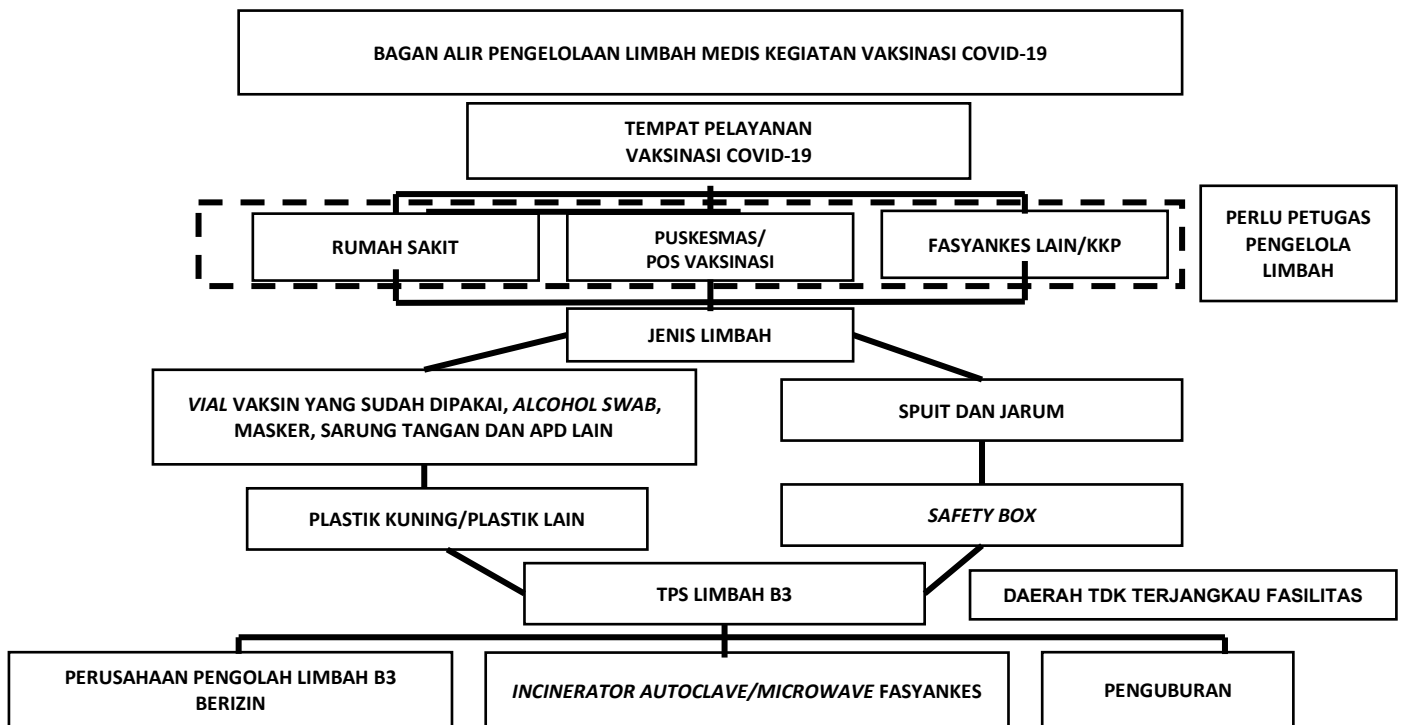 BAGAN ALIR PENGELOLAAN LIMBAH MEDIS KEGIATAN VAKSINASI COVID-19
TEMPAT PELAYANAN
VAKSINASI COVID-19
RUMAH SAKIT
PUSKESMAS/
POS VAKSINASI
FASYANKES LAIN/KKP
PERLU PETUGAS
PENGELOLA
LIMBAH
JENIS LIMBAH
VIAL VAKSIN YANG SUDAH DIPAKAI, ALCOHOL SWAB,
MASKER, SARUNG TANGAN DAN APD LAIN
SPUIT DAN JARUM
PLASTIK KUNING/PLASTIK LAIN
SAFETY BOX
TPS LIMBAH B3
DAERAH TDK TERJANGKAU FASILITAS
PERUSAHAAN PENGOLAH LIMBAH B3
BERIZIN
INCINERATOR AUTOCLAVE/MICROWAVE FASYANKES
PENGUBURAN